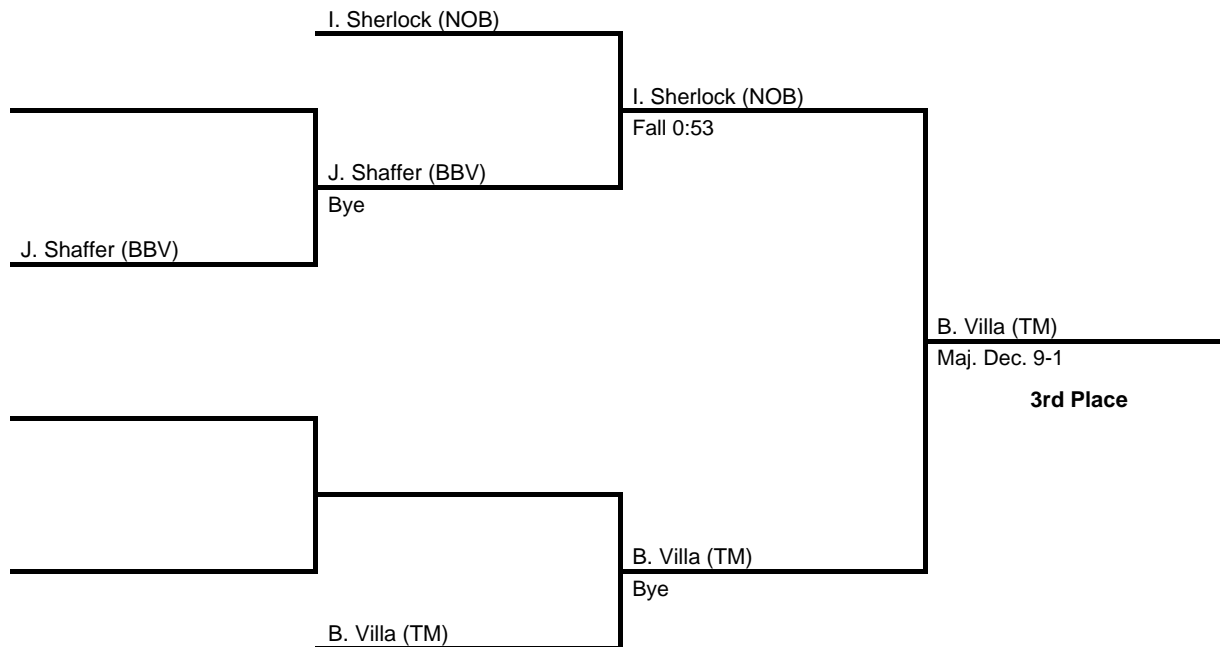 I. Sherlock (NOB)
I. Sherlock (NOB)
Fall 0:53
J. Shaffer (BBV)
Bye
J. Shaffer (BBV)
B. Villa (TM)
Maj. Dec. 9-1
3rd Place
B. Villa (TM)
Bye
B. Villa (TM)